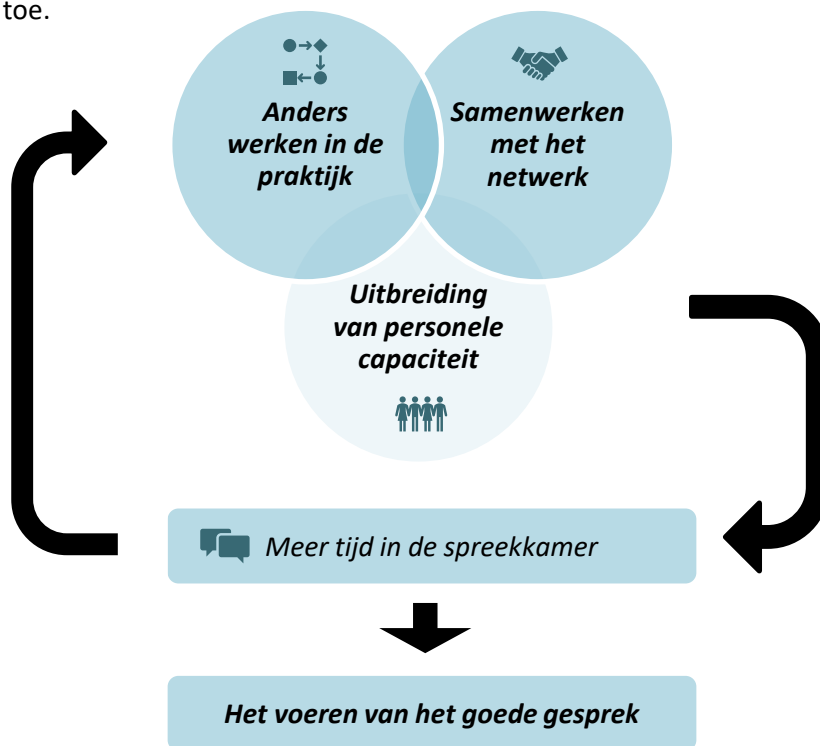 toe.
Anders
werken in de
praktijk
Samenwerken
met het
netwerk
Uitbreiding
van personele
capaciteit
Meer tijd in de spreekkamer
Het voeren van het goede gesprek